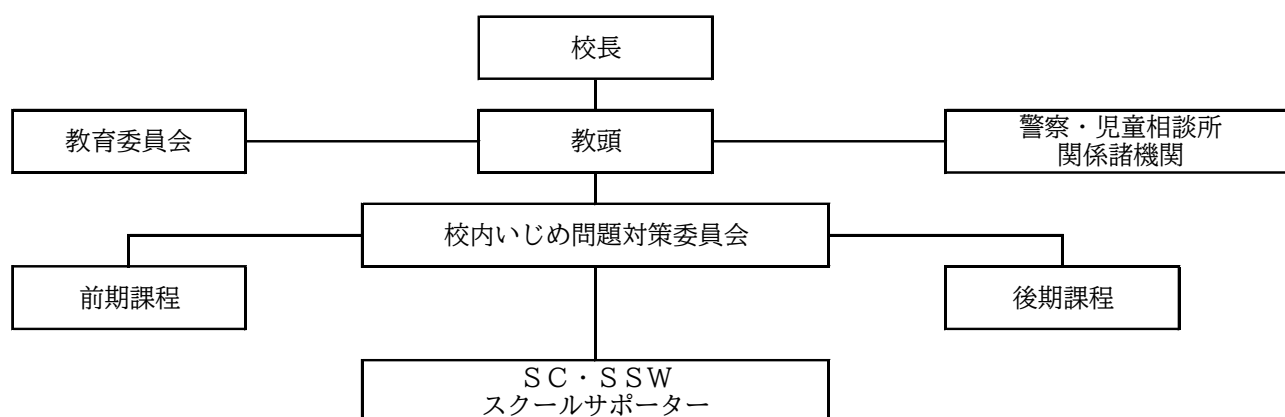 校長
教育委員会
教頭
警察・児童相談所
関係諸機関
校内いじめ問題対策委員会
前期課程
後期課程
ＳＣ・ＳＳＷ
スクールサポーター